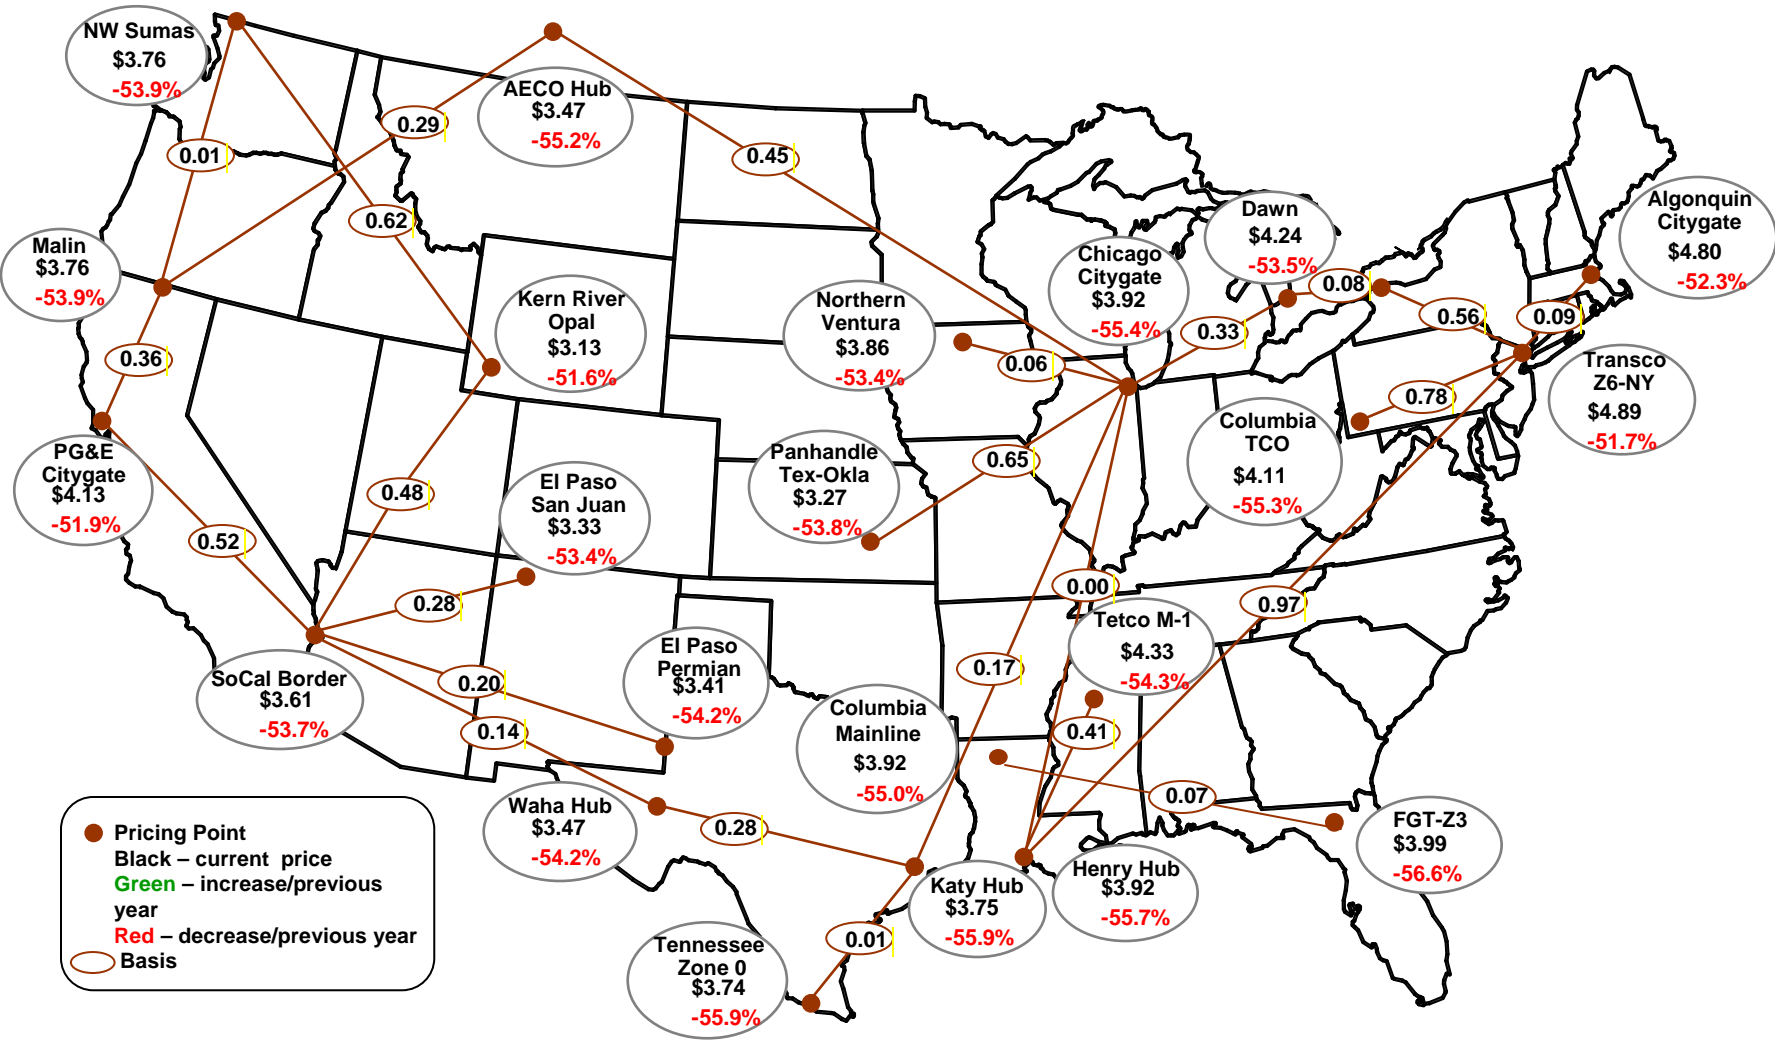 NW Sumas
$3.76
-53.9%
AECO Hub
$3.47
-55.2%
0.29
0.01
0.45
0.62
Malin
$3.76
-53.9%
Kern River
Opal
$3.13
-51.6%
Northern
Ventura
$3.86
-53.4%
Chicago
Citygate
$3.92
-55.4%
Dawn
$4.24
-53.5%
Algonquin
Citygate
$4.80
-52.3%
0.08
0.56
0.09
0.33
0.06
0.36
Transco
Z6-NY
$4.89
-51.7%
0.78
PG&E
Citygate
$4.13
-51.9%
0.48
0.52
El Paso
San Juan
$3.33
-53.4%
Panhandle
Tex-Okla
$3.27
-53.8%
0.65
Columbia
TCO
$4.11
-55.3%
0.28
0.00
0.97
Tetco M-1
$4.33
-54.3%
SoCal Border
$3.61
-53.7%
0.20
0.14
El Paso
Permian
$3.41
-54.2%
0.17
Columbia
Mainline
$3.92
-55.0%
0.41
0.07
Waha Hub
$3.47
-54.2%
0.28
FGT-Z3
$3.99
-56.6%
Katy Hub
$3.75
-55.9%
Henry Hub
$3.92
-55.7%
0.01
Tennessee
Zone 0
$3.74
-55.9%
Pricing Point
Black – current price
Green – increase/previous
year
Red – decrease/previous year
Basis